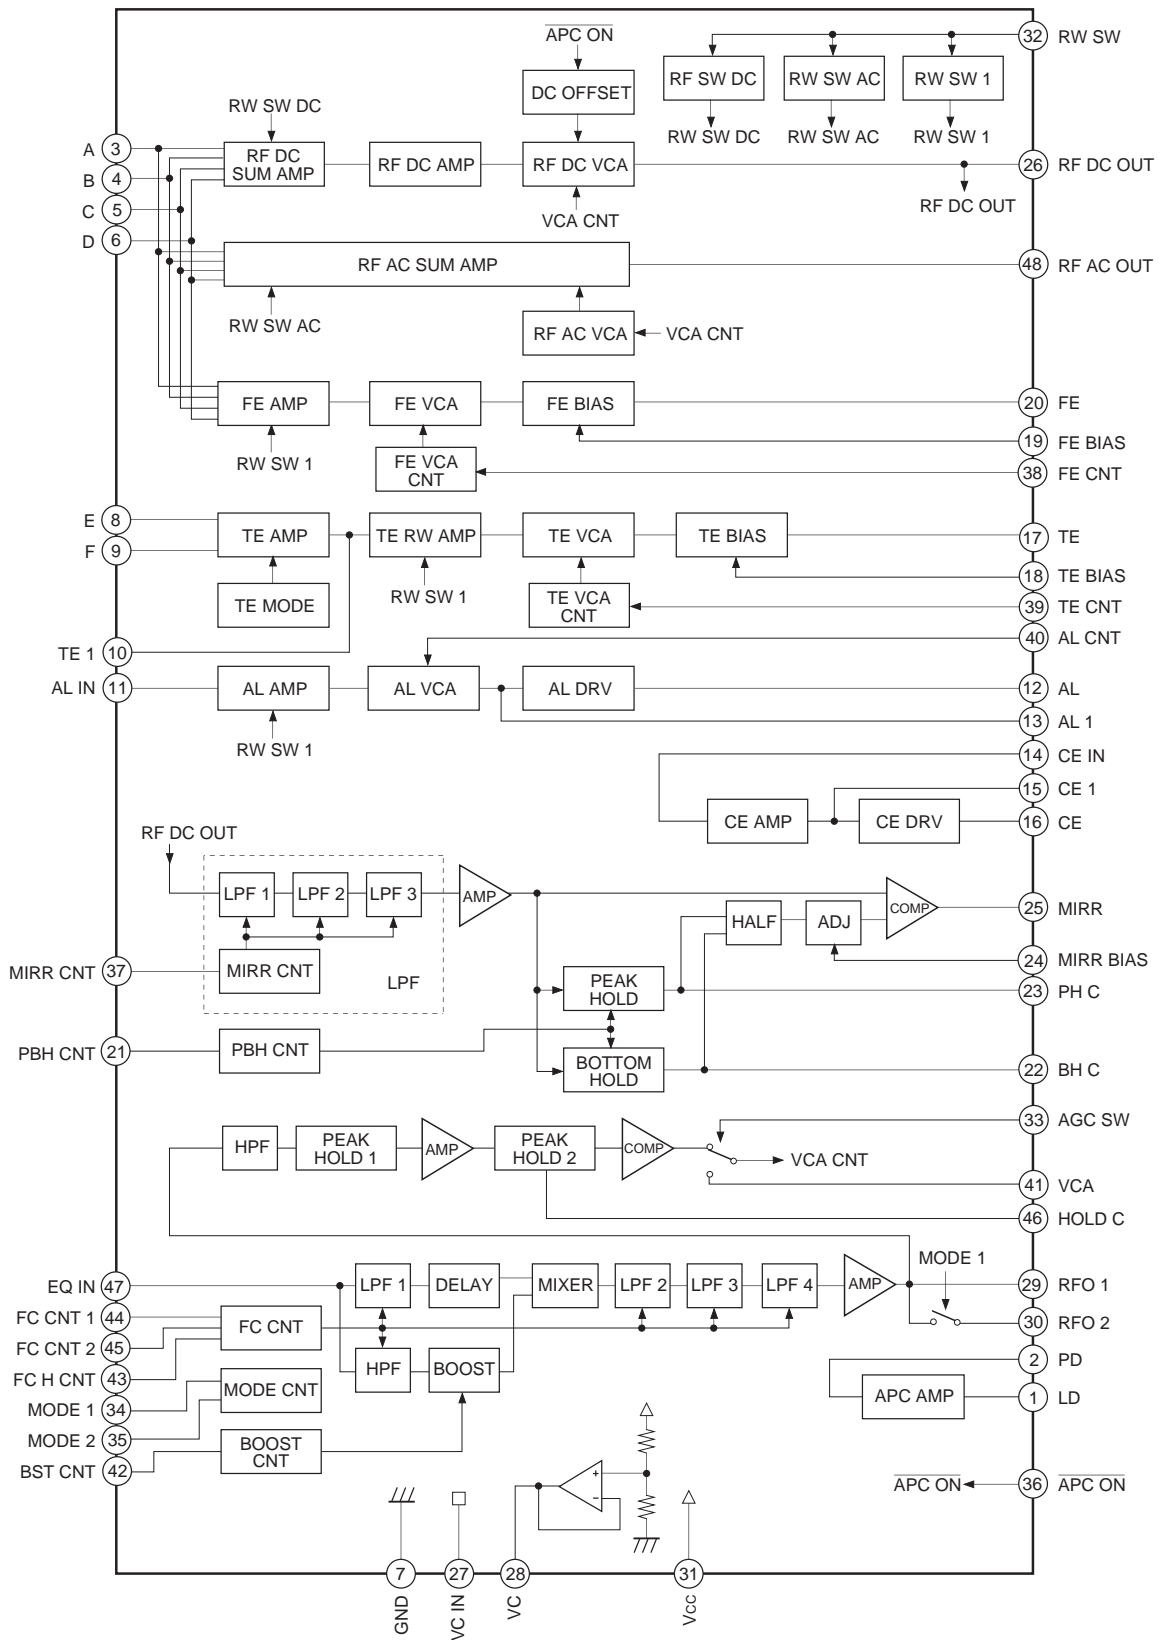 APC ON
32 RW SW
RF SW DC
RW SW AC
RW SW 1
DC OFFSET
RW SW DC
RW SW DC
RW SW AC
RW SW 1
A 3
B 4
C 5
D 6
RF DC
SUM AMP
RF DC AMP
RF DC VCA
26 RF DC OUT
RF DC OUT
VCA CNT
RF AC SUM AMP
48 RF AC OUT
RW SW AC
RF AC VCA
VCA CNT
FE AMP
FE VCA
FE BIAS
20 FE
19 FE BIAS
RW SW 1
FE VCA
CNT
38 FE CNT
E 8
F 9
TE AMP
TE RW AMP
TE VCA
TE BIAS
17 TE
18 TE BIAS
TE MODE
RW SW 1
TE VCA
CNT
39 TE CNT
40 AL CNT
TE 1 10
AL IN 11
AL AMP
AL VCA
AL DRV
12 AL
13 AL 1
RW SW 1
14 CE IN
15 CE 1
CE AMP
CE DRV
16 CE
RF DC OUT
LPF 1
LPF 2
LPF 3
AMP
COMP
25 MIRR
HALF
ADJ
MIRR CNT 37
MIRR CNT
LPF
24 MIRR BIAS
PEAK
HOLD
23 PH C
PBH CNT 21
PBH CNT
BOTTOM
HOLD
22 BH C
33 AGC SW
HPF
PEAK
HOLD 1
AMP
PEAK
HOLD 2
COMP
VCA CNT
41 VCA
46 HOLD C
MODE 1
EQ IN 47
LPF 1
DELAY
MIXER
LPF 2
LPF 3
LPF 4
AMP
29 RFO 1
FC CNT 1 44
FC CNT 2 45
FC CNT
30 RFO 2
FC H CNT 43
HPF
BOOST
2 PD
MODE 1 34
MODE CNT
APC AMP
1 LD
MODE 2 35
BST CNT 42
BOOST
CNT
+
−
APC ON
36 APC ON
7 GND
27 VC IN
28 VC
31 Vcc